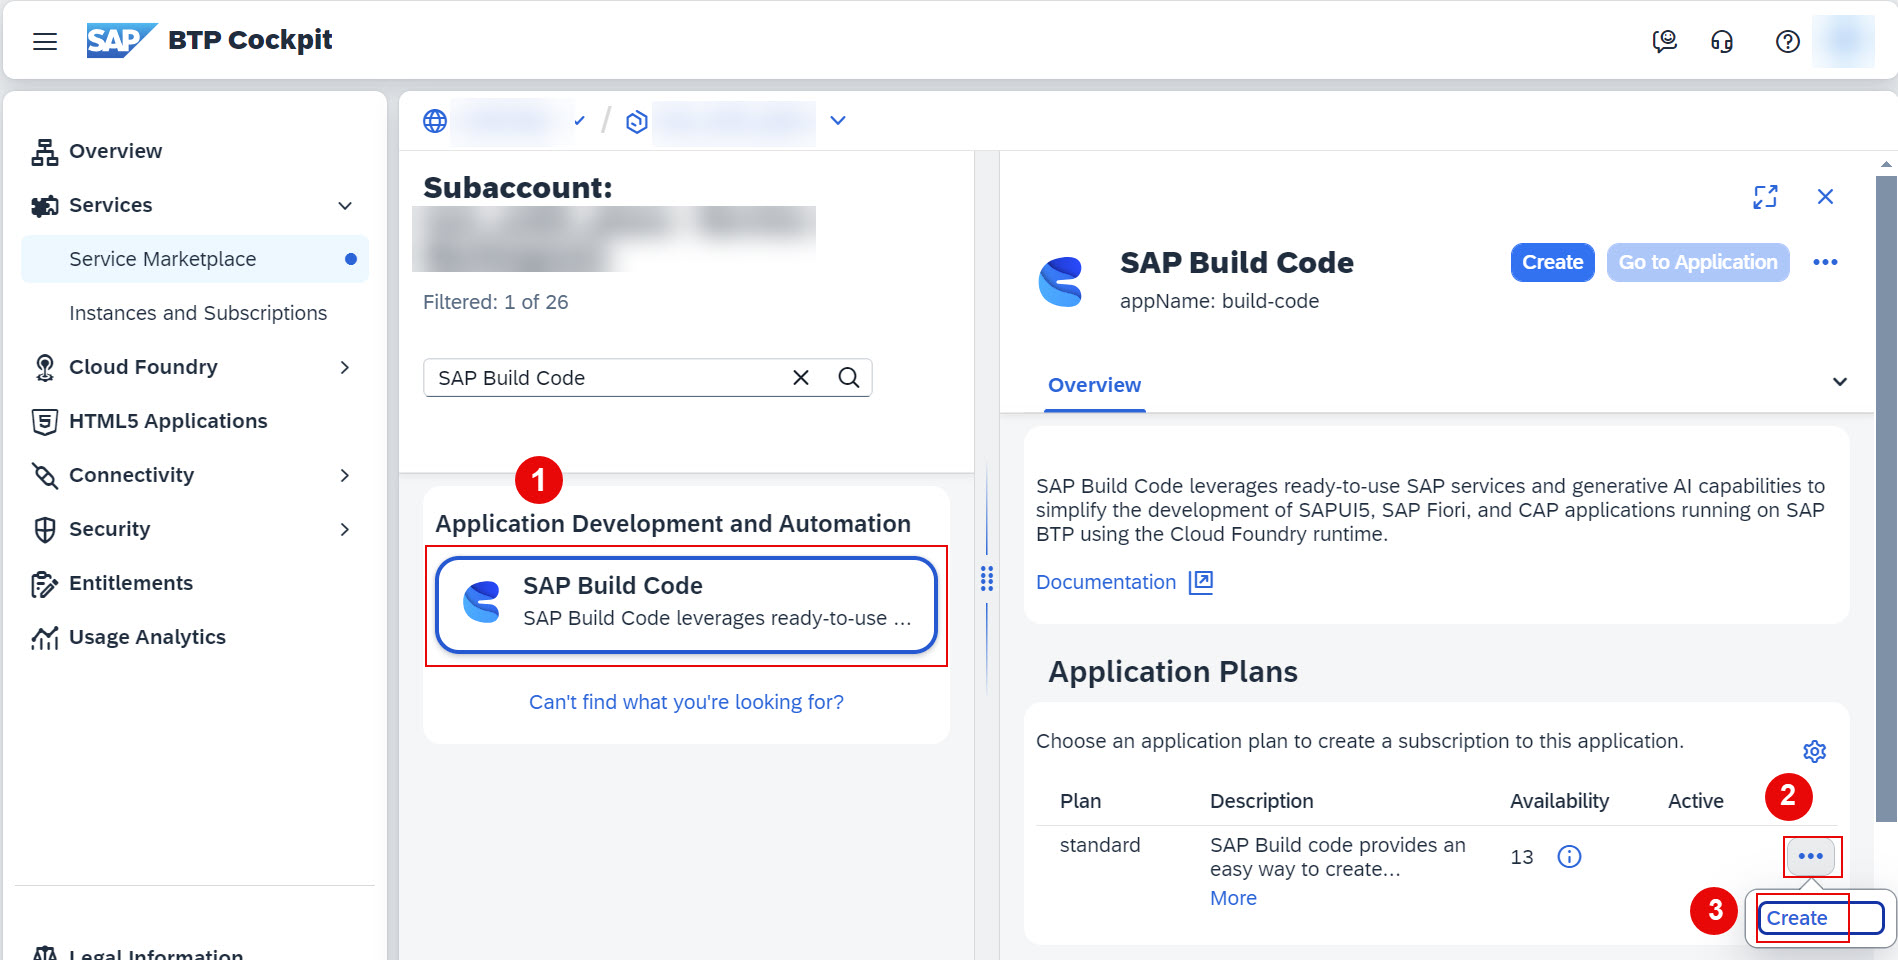 SAP BTP Cockpit
Overview
Services
Service Marketplace
Instances and Subscriptions
Cloud Foundry
HTML5 Applications
Connectivity
Security
Entitlements
Usage Analytics
Legal Information
/
Subaccount:
Filtered: 1 of 26
SAP Build Code
1
Application Development and Automation
SAP Build Code
SAP Build Code leverages ready-to-use ...
Can't find what you're looking for?
SAP Build Code
appName: build-code
Create
Go to Application
Overview
SAP Build Code leverages ready-to-use SAP services and generative AI capabilities to
simplify the development of SAPUI5, SAP Fiori, and CAP applications running on SAP
BTP using the Cloud Foundry runtime.
Documentation
Application Plans
Choose an application plan to create a subscription to this application.
Plan Description Availability Active
2
standard
SAP Build code provides an
easy way to create...
More
13
3
Create